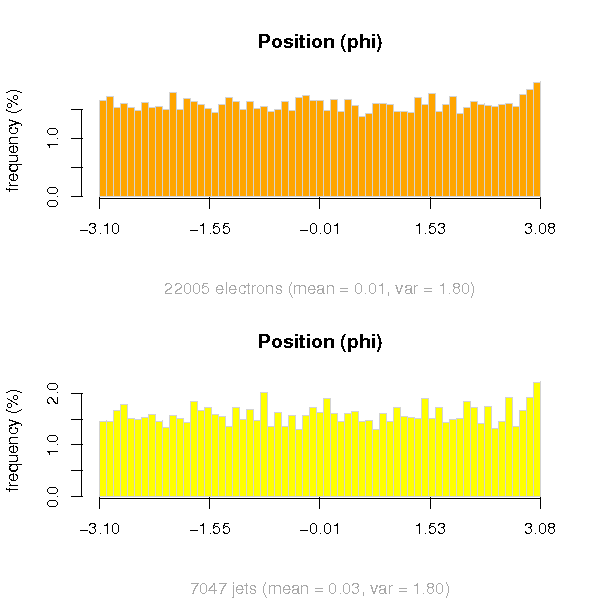 Position (phi)
frequency (%)
1.0
0.0
−3.10 −1.55 −0.01 1.53 3.08
22005 electrons (mean = 0.01, var = 1.80)
Position (phi)
frequency (%)
2.0
1.0
0.0
−3.10 −1.55 −0.01 1.53 3.08
7047 jets (mean = 0.03, var = 1.80)